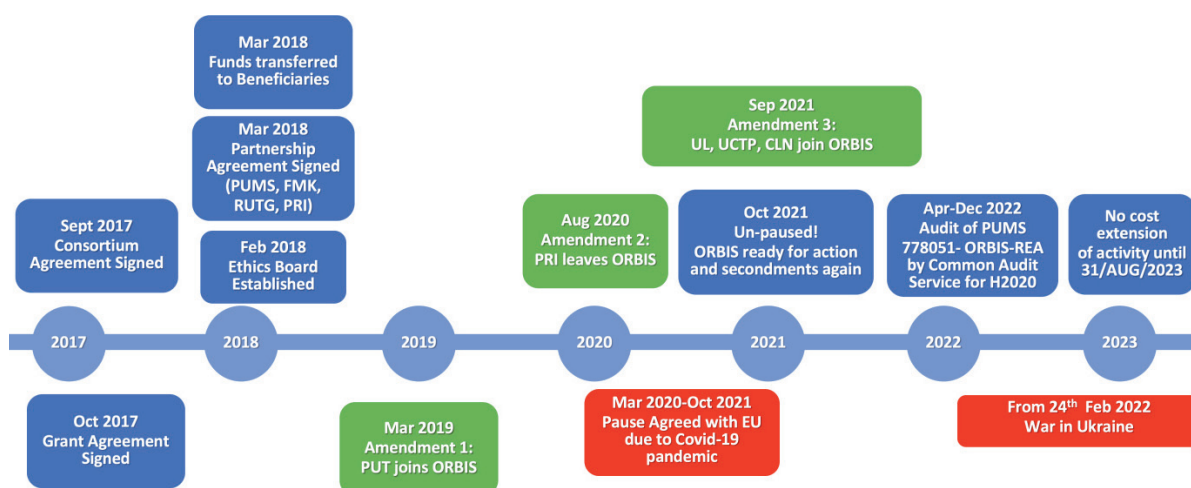 Mar 2018
Funds transferred
to Beneficiaries
Mar 2018
Partnership
Agreement Signed
(PUMS, FMK,
RUTG, PRI)
Sept 2017
Consortium
Agreement Signed
Feb 2018
Ethics Board
Established
Sep 2021
Amendment 3:
UL, UCTP, CLN join ORBIS
Aug 2020
Amendment 2:
PRI leaves ORBIS
Oct 2021
Un-paused!
ORBIS ready for action
and secondments again
Apr-Dec 2022
Audit of PUMS
778051- ORBIS-REA
by Common Audit
Service for H2020
No cost
extension
of activity until
31/AUG/2023
2017
2018
2019
2020
2021
2022
2023
Oct 2017
Grant Agreement
Signed
Mar 2019
Amendment 1:
PUT joins ORBIS
Mar 2020-Oct 2021
Pause Agreed with EU
due to Covid-19
pandemic
From 24th Feb 2022
War in Ukraine